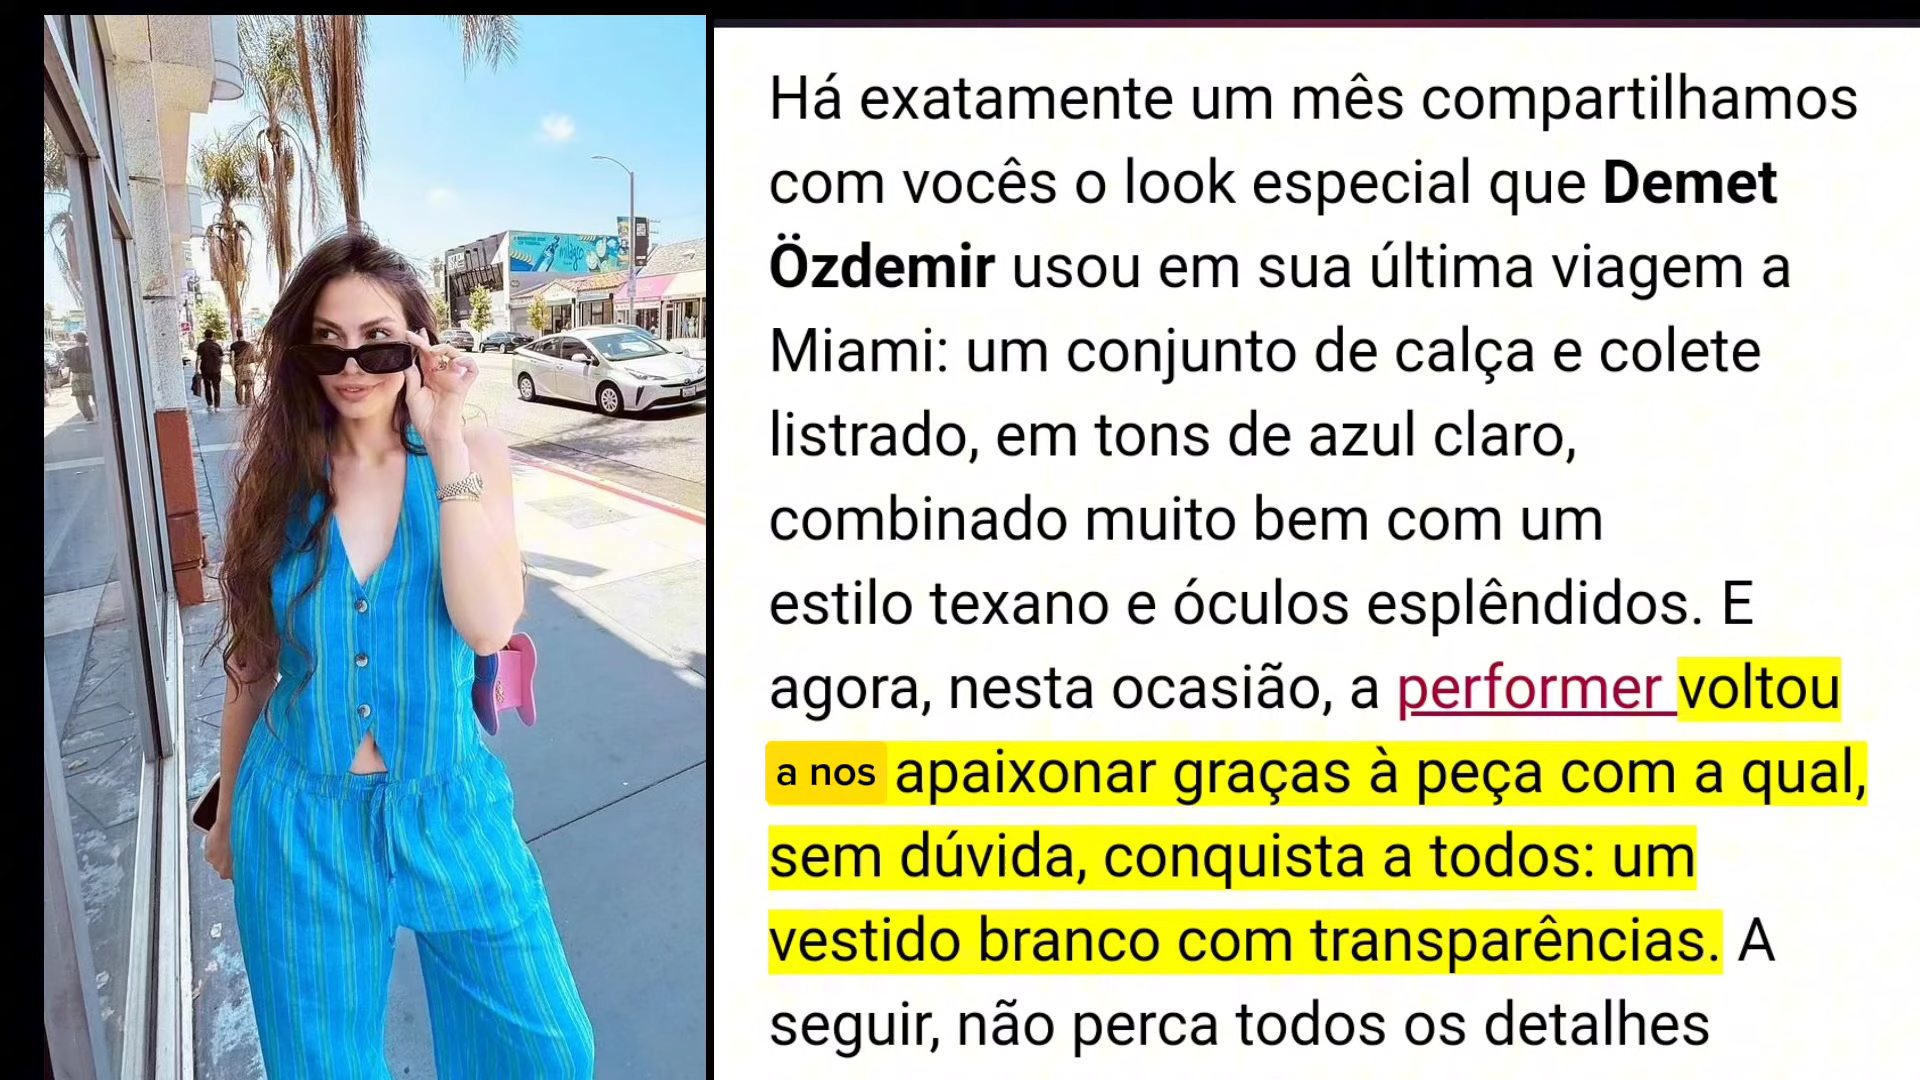 Há exatamente um mês compartilhamos
com vocês o look especial que Demet
Özdemir usou em sua última viagem a
Miami: um conjunto de calça e colete
listrado, em tons de azul claro,
combinado muito bem com um
estilo texano e óculos esplêndidos. E
agora, nesta ocasião, a performer voltou
a nos apaixonar graças à peça com a qual,
sem dúvida, conquista a todos: um
vestido branco com transparências. A
seguir, não perca todos os detalhes
milagro